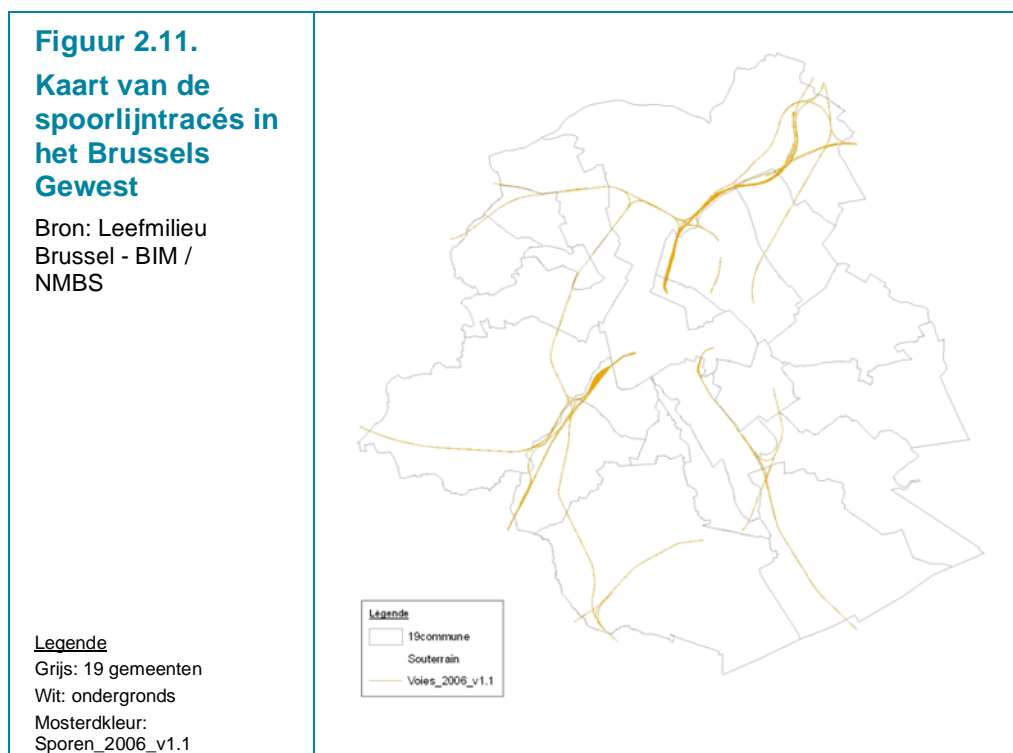 Figuur 2.11.
Kaart van de
spoorlijntracés in
het Brussels
Gewest
Bron: Leefmilieu
Brussel - BIM /
NMBS
Legende
Grijs: 19 gemeenten
Wit: ondergronds
Mosterdkleur:
Sporen_2006_v1.1
Légende
19commune
Souterrain
Voies_2006_v1.1